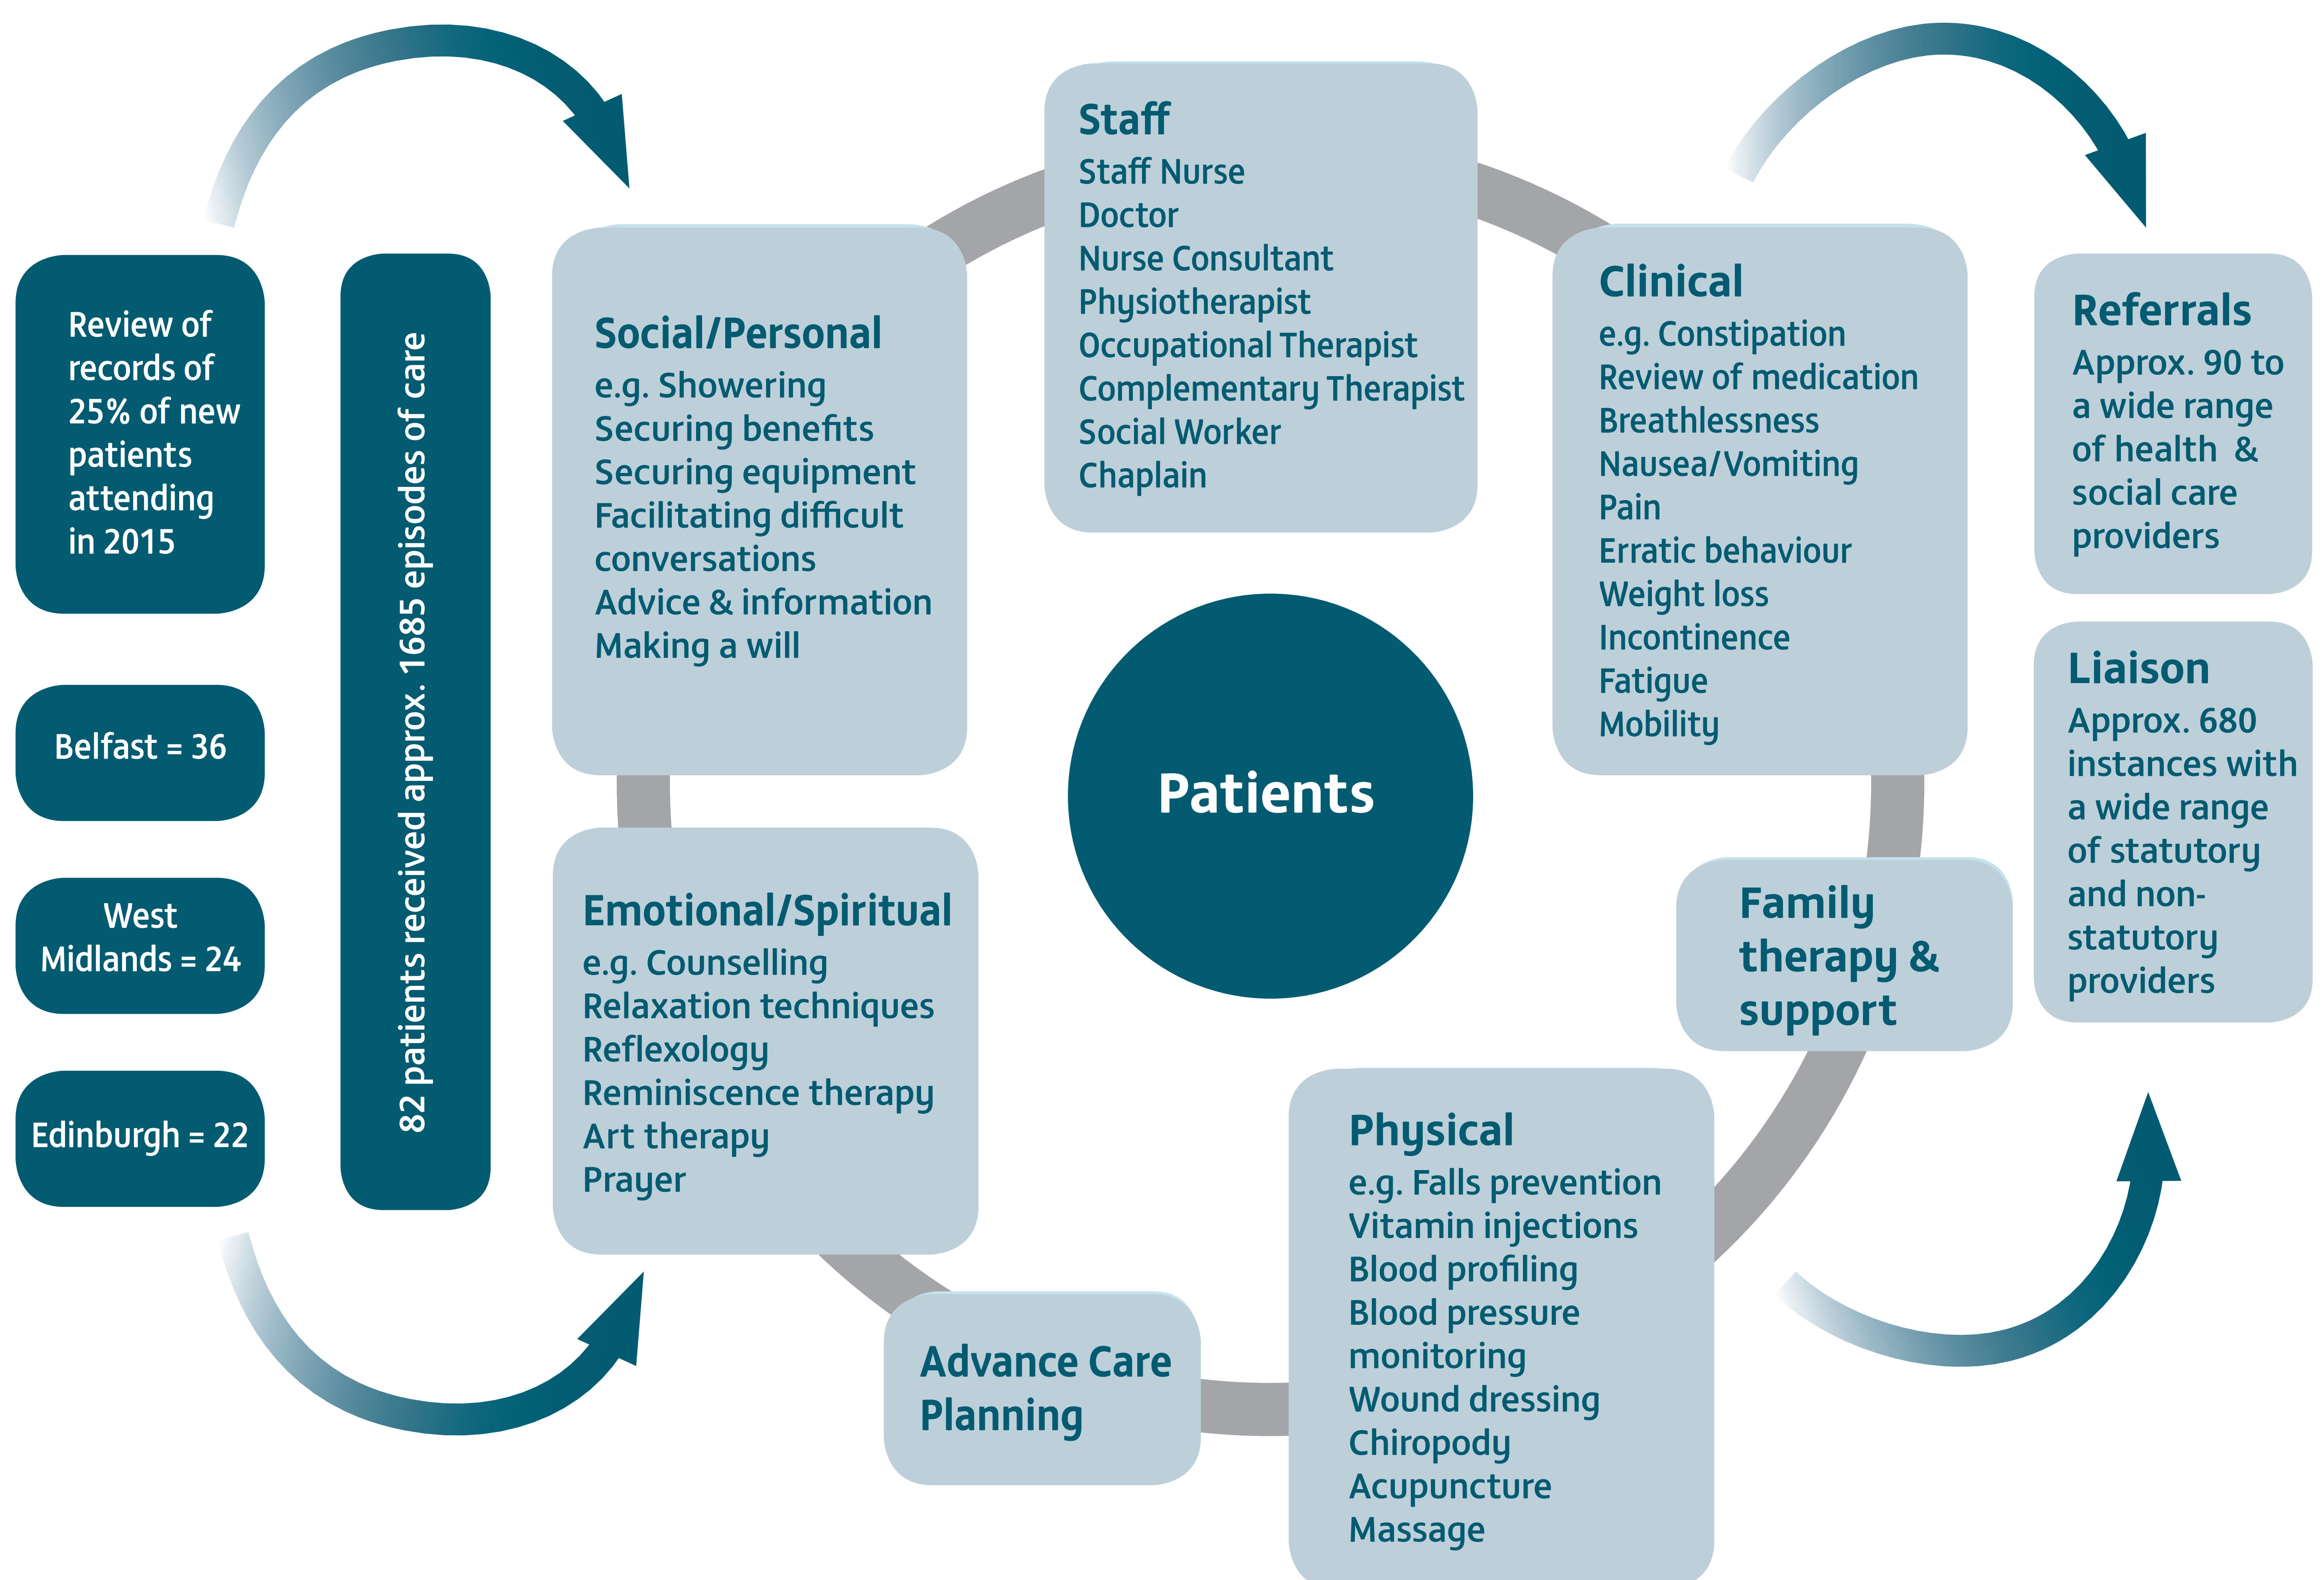 Review of
records of
25% of new
patients
attending
in 2015
Belfast = 36
West
Midlands = 24
Edinburgh = 22
82 patients received approx. 1685 episodes of care
Social/Personal
e.g. Showering
Securing benefits
Securing equipment
Facilitating difficult
conversations
Advice & information
Making a will
Emotional/Spiritual
e.g. Counselling
Relaxation techniques
Reflexology
Reminiscence therapy
Art therapy
Prayer
Staff
Staff Nurse
Doctor
Nurse Consultant
Physiotherapist
Occupational Therapist
Complementary Therapist
Social Worker
Chaplain
Patients
Advance Care
Planning
Clinical
e.g. Constipation
Review of medication
Breathlessness
Nausea/Vomiting
Pain
Erratic behaviour
Weight loss
Incontinence
Fatigue
Mobility
Family
therapy &
support
Physical
e.g. Falls prevention
Vitamin injections
Blood profiling
Blood pressure
monitoring
Wound dressing
Chiropody
Acupuncture
Massage
Referrals
Approx. 90 to
a wide range
of health &
social care
providers
Liaison
Approx. 680
instances with
a wide range
of statutory
and non-
statutory
providers